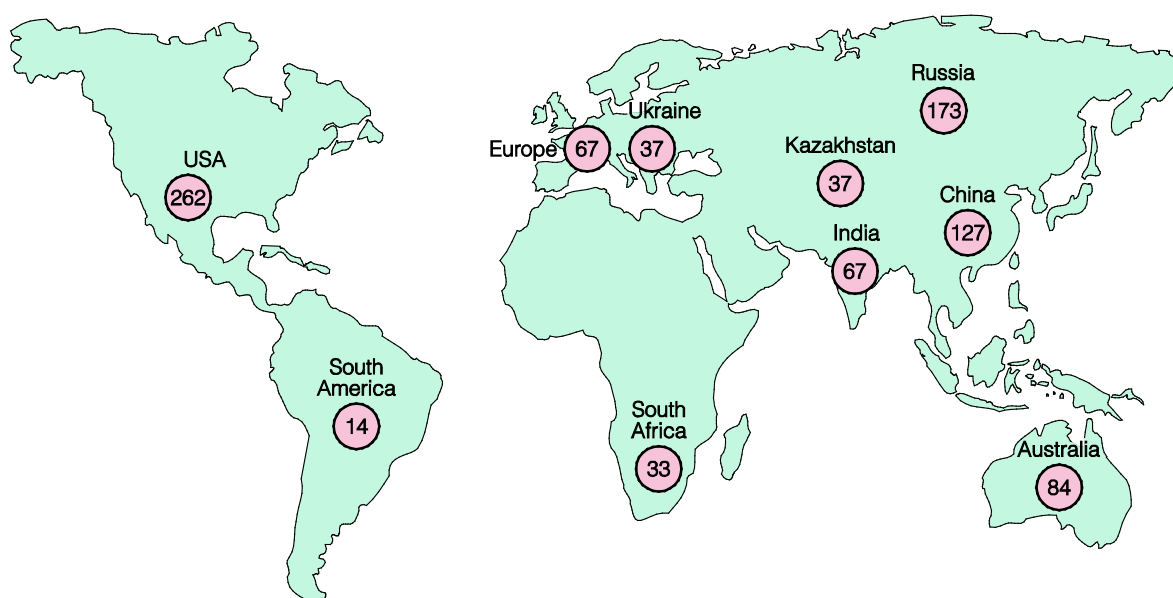 Russia
173
Ukraine
37
Europe
67
Kazakhstan
37
USA
262
China
127
India
67
South
America
14
South
Africa
33
Australia
84